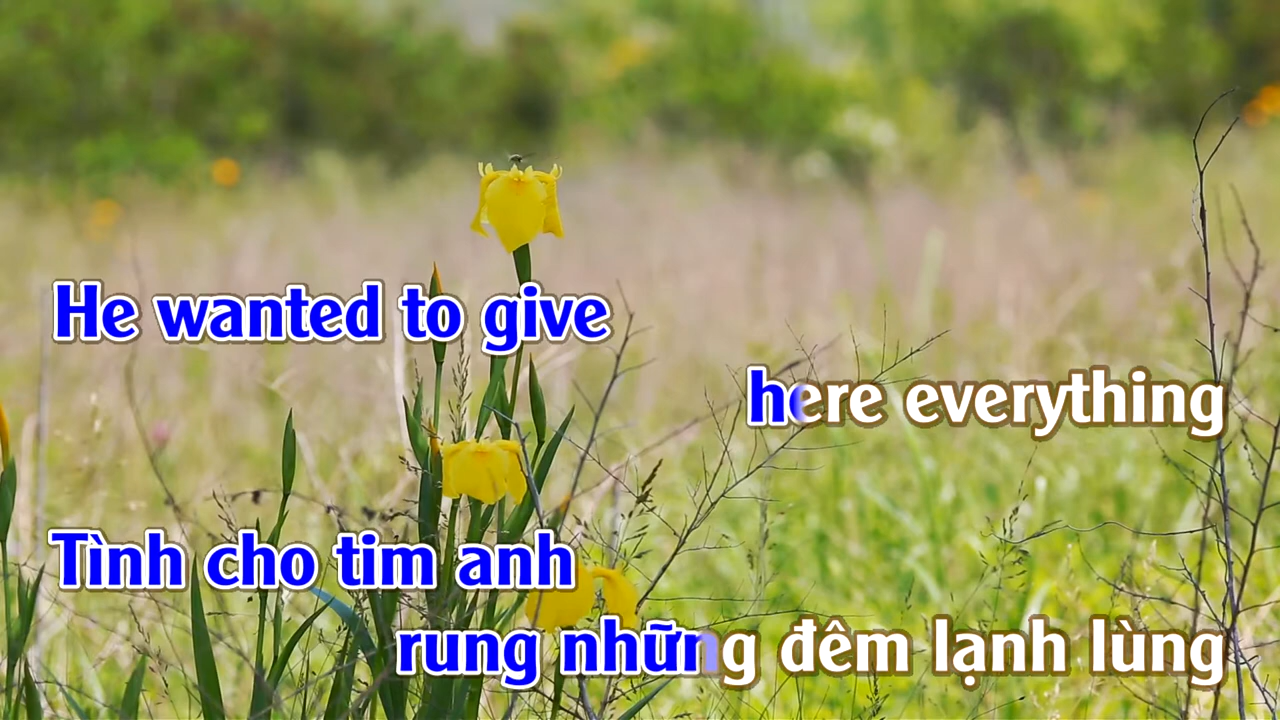 He wanted to give
here everything
Tình cho tim anh
rung những đêm lạnh lùng